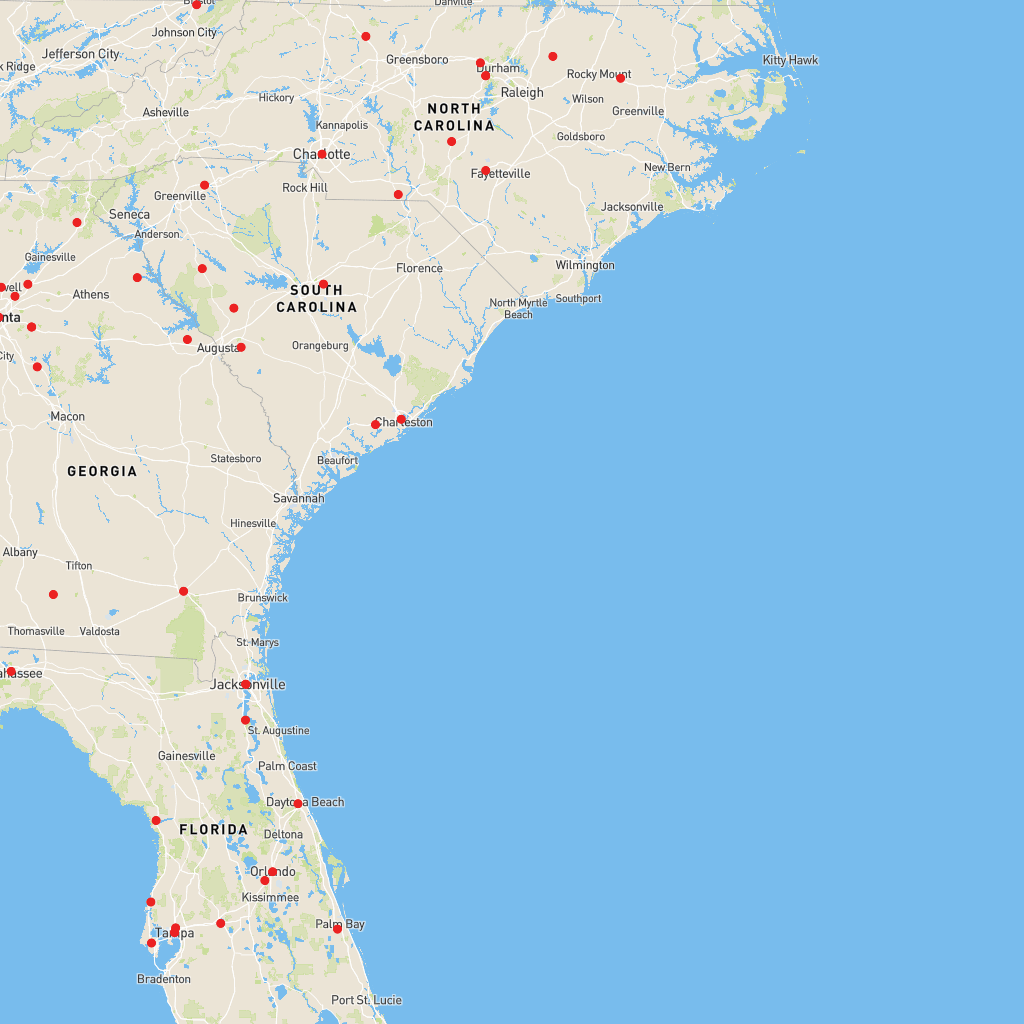 Bristol
Danville
Johnson City
Jefferson City
k Ridge
Greensboro
Durham
Kitty Hawk
Rocky Mount
Raleigh
Wilson
Hickory
Greenville
Asheville
NORTH
CAROLINA
Kannapolis
Goldsboro
Charlotte
New Bern
Fayetteville
Rock Hill
Greenville
Jacksonville
Seneca
Anderson
Gainesville
Florence
Wilmington
well
Athens
SOUTH
CAROLINA
North Myrtle
Beach
Southport
nta
Orangeburg
Augusta
City
Macon
Charleston
Statesboro
Beaufort
GEORGIA
Savannah
Hinesville
Albany
Tifton
Brunswick
Thomasville
Valdosta
St. Marys
ahassee
Jacksonville
St. Augustine
Gainesville
Palm Coast
Daytona Beach
FLORIDA
Deltona
Orlando
Kissimmee
Palm Bay
Tampa
Bradenton
Port St. Lucie